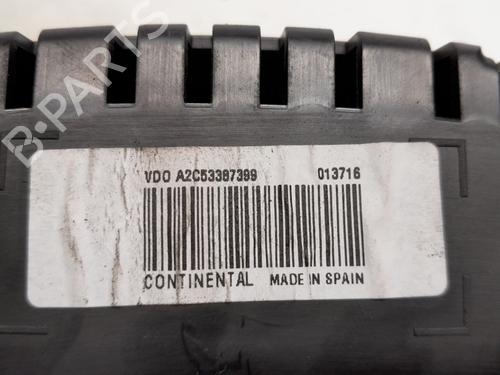 B-PARTS
VDO A2C53387399 013716
CONTINENTAL MADE IN SPAIN